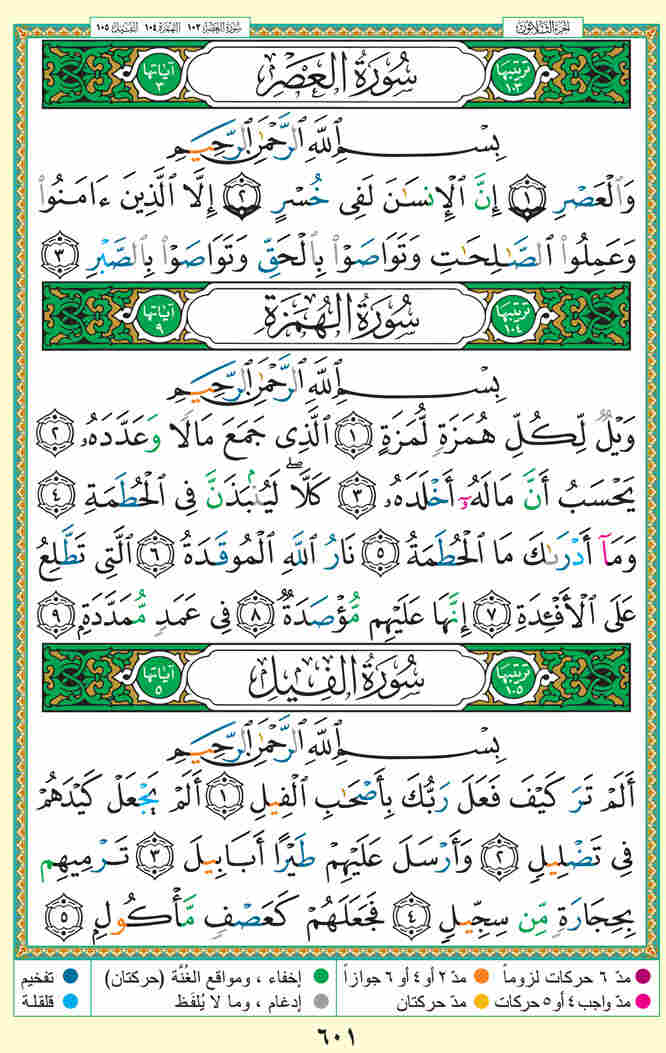 الجزء الثلاثون سورة العصر ١٠٣ الهمزة ١٠٤ الفيل ١٠٥
ترتيبها ١٠٣ سُورَةُ العَصْرِ آياتها ٣
بِسْمِ ٱللَّهِ ٱلرَّحْمَٰنِ ٱلرَّحِيمِ
وَٱلْعَصْرِ ١ إِنَّ ٱلْإِنسَٰنَ لَفِى خُسْرٍ ٢ إِلَّا ٱلَّذِينَ ءَامَنُوا۟
وَعَمِلُوا۟ ٱلصَّٰلِحَٰتِ وَتَوَاصَوْا۟ بِٱلْحَقِّ وَتَوَاصَوْا۟ بِٱلصَّبْرِ ٣
ترتيبها ١٠٤ سُورَةُ الهُمَزَةِ آياتها ٩
بِسْمِ ٱللَّهِ ٱلرَّحْمَٰنِ ٱلرَّحِيمِ
وَيْلٌ لِّكُلِّ هُمَزَةٍ لُّمَزَةٍ ١ ٱلَّذِى جَمَعَ مَالًا وَعَدَّدَهُۥ ٢
يَحْسَبُ أَنَّ مَالَهُۥٓ أَخْلَدَهُۥ ٣ كَلَّا ۖ لَيُنۢبَذَنَّ فِى ٱلْحُطَمَةِ ٤
وَمَآ أَدْرَىٰكَ مَا ٱلْحُطَمَةُ ٥ نَارُ ٱللَّهِ ٱلْمُوقَدَةُ ٦ ٱلَّتِى تَطَّلِعُ
عَلَى ٱلْأَفْـِٔدَةِ ٧ إِنَّهَا عَلَيْهِم مُّؤْصَدَةٌ ٨ فِى عَمَدٍ مُّمَدَّدَةٍۭ ٩
ترتيبها ١٠٥ سُورَةُ الفِيلِ آياتها ٥
بِسْمِ ٱللَّهِ ٱلرَّحْمَٰنِ ٱلرَّحِيمِ
أَلَمْ تَرَ كَيْفَ فَعَلَ رَبُّكَ بِأَصْحَٰبِ ٱلْفِيلِ ١ أَلَمْ يَجْعَلْ كَيْدَهُمْ
فِى تَضْلِيلٍ ٢ وَأَرْسَلَ عَلَيْهِمْ طَيْرًا أَبَابِيلَ ٣ تَرْمِيهِم
بِحِجَارَةٍ مِّن سِجِّيلٍ ٤ فَجَعَلَهُمْ كَعَصْفٍ مَّأْكُولٍۭ ٥
مدّ ٦ حركات لزوماً مدّ ٢ أو ٤ أو ٦ جوازاً إخفاء ، ومواقع الغُنَّة (حركتان) تفخيم
مدّ واجب ٤ أو ٥ حركات مدّ حركتان إدغام ، وما لا يُلفَظ قلقلة
٦٠١